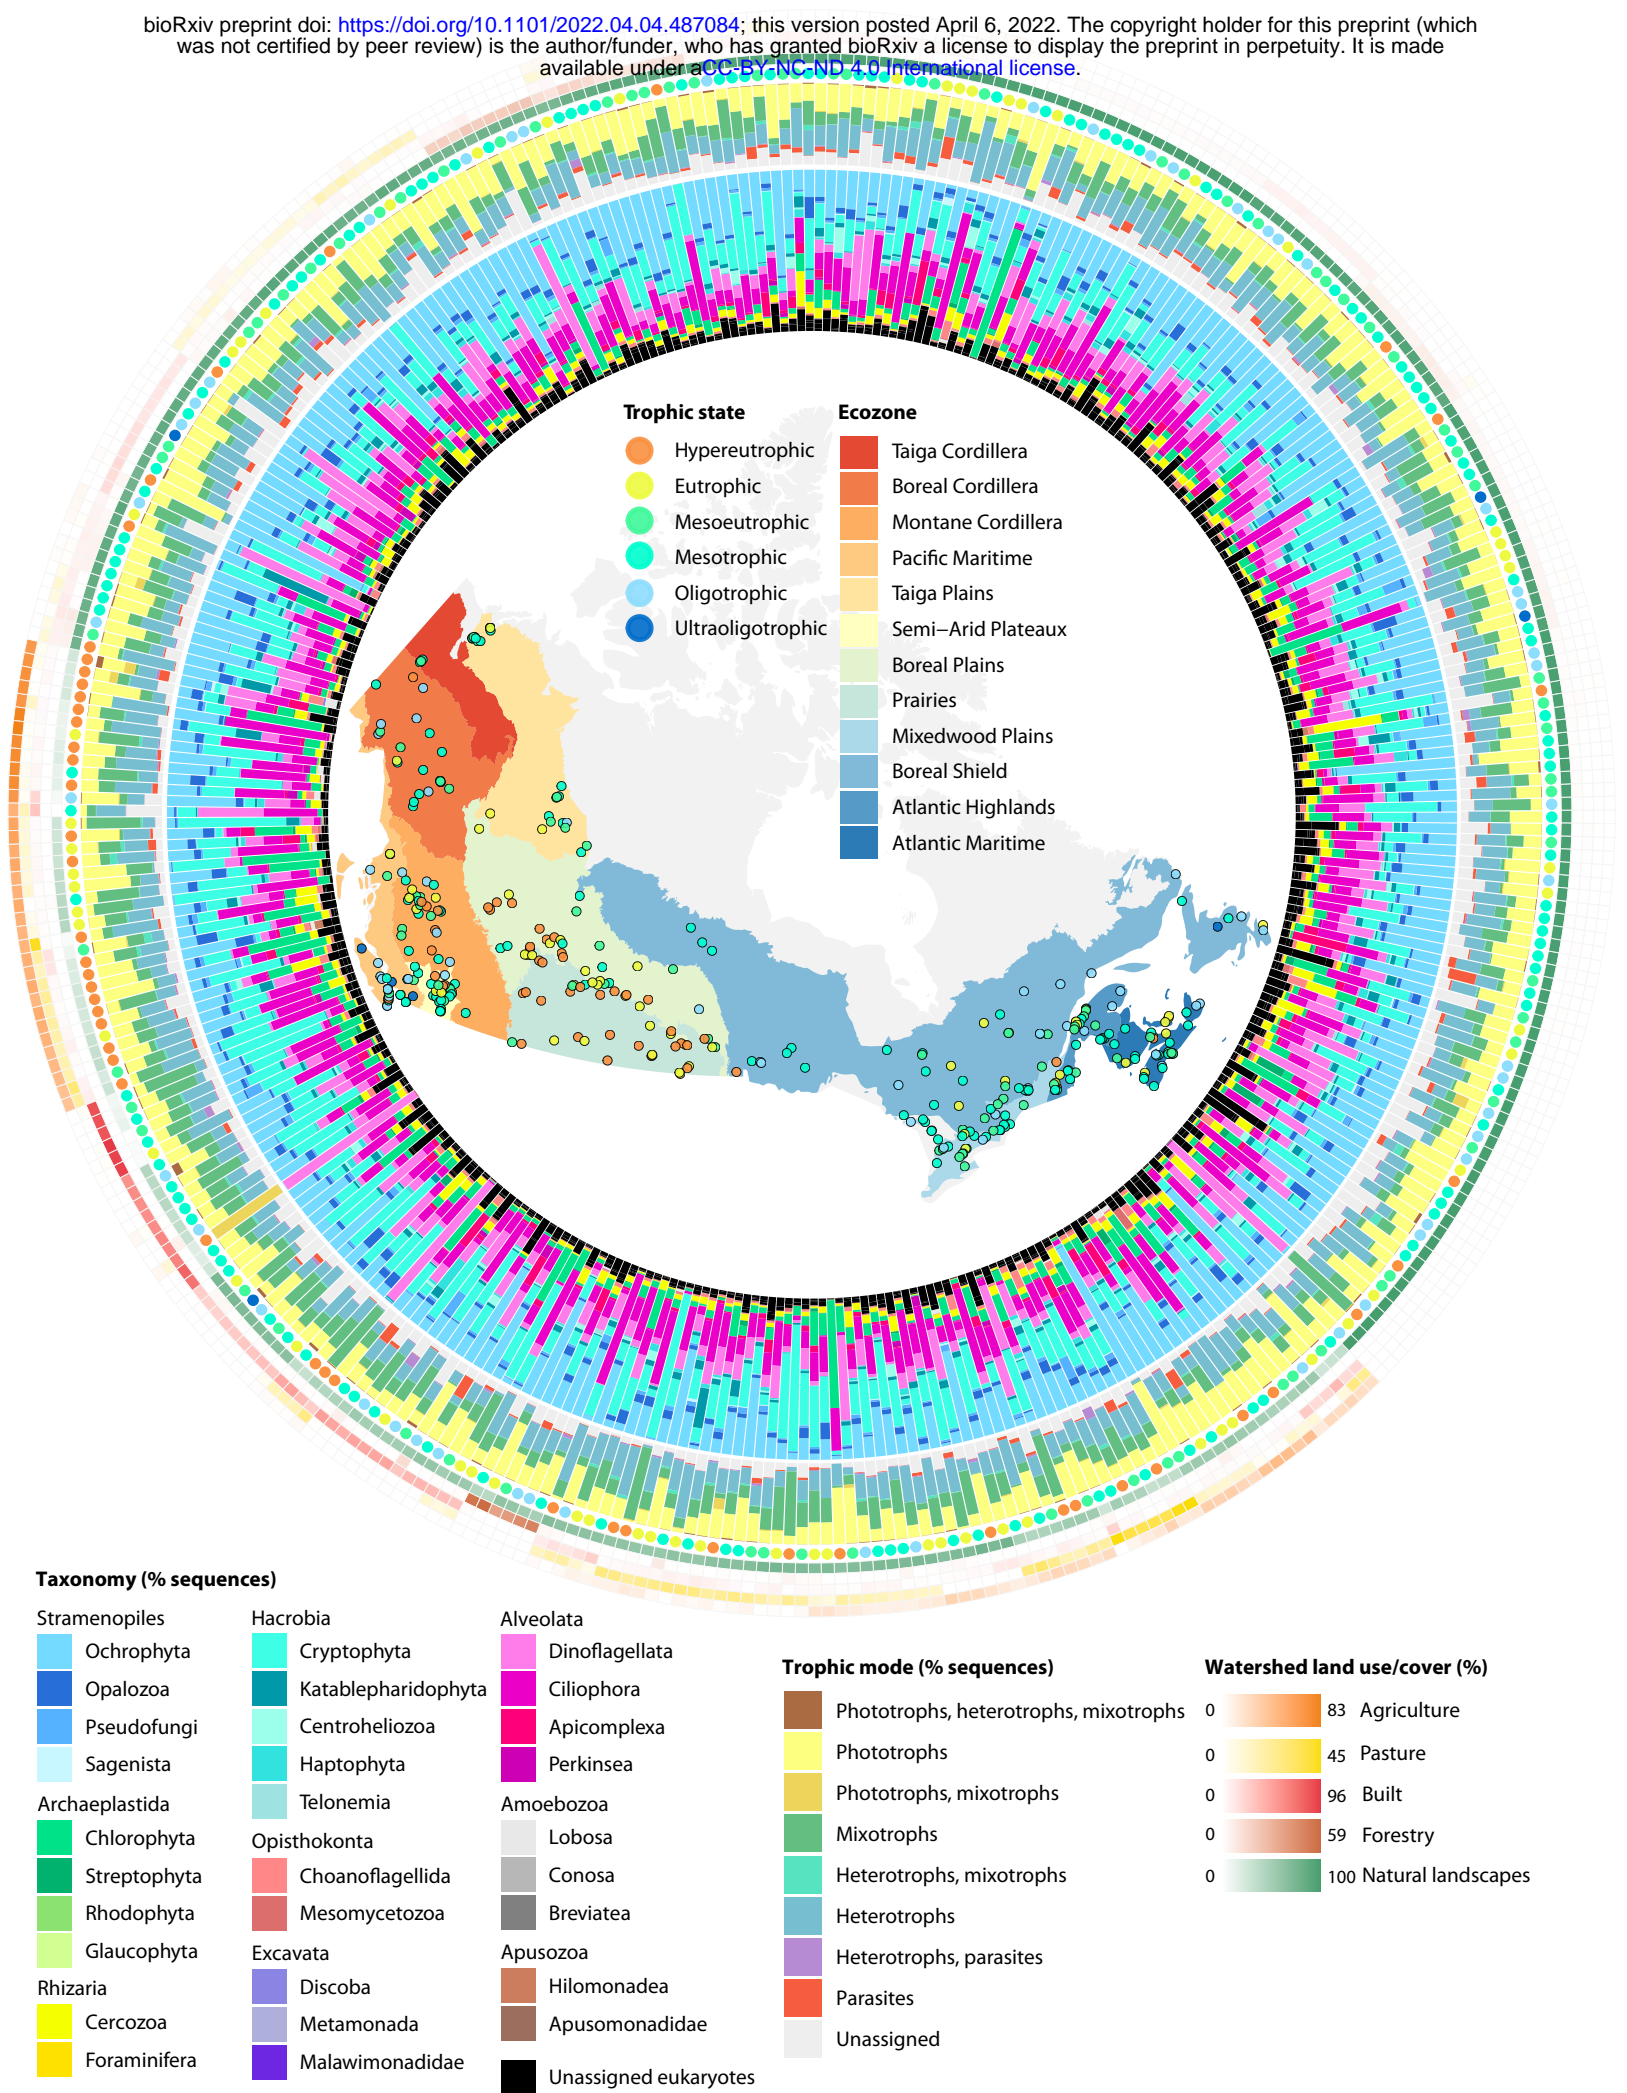 bioRxiv preprint doi: https://doi.org/10.1101/2022.04.04.487084; this version posted April 6, 2022. The copyright holder for this preprint (which
was not certified by peer review) is the author/funder, who has granted bioRxiv a license to display the preprint in perpetuity. It is made
available under aCC-BY-NC-ND 4.0 International license.
Trophic state
Hypereutrophic
Eutrophic
Mesoeutrophic
Mesotrophic
Oligotrophic
Ultraoligotrophic
Ecozone
Taiga Cordillera
Boreal Cordillera
Montane Cordillera
Pacific Maritime
Taiga Plains
Semi−Arid Plateaux
Boreal Plains
Prairies
Mixedwood Plains
Boreal Shield
Atlantic Highlands
Atlantic Maritime
Taxonomy (% sequences)
Stramenopiles
Ochrophyta
Opalozoa
Pseudofungi
Sagenista
Archaeplastida
Chlorophyta
Streptophyta
Rhodophyta
Glaucophyta
Rhizaria
Cercozoa
Foraminifera
Hacrobia
Cryptophyta
Katablepharidophyta
Centroheliozoa
Haptophyta
Telonemia
Opisthokonta
Choanoflagellida
Mesomycetozoa
Excavata
Discoba
Metamonada
Malawimonadidae
Alveolata
Dinoflagellata
Ciliophora
Apicomplexa
Perkinsea
Amoebozoa
Lobosa
Conosa
Breviatea
Apusozoa
Hilomonadea
Apusomonadidae
Unassigned eukaryotes
Trophic mode (% sequences)
Phototrophs, heterotrophs, mixotrophs
Phototrophs
Phototrophs, mixotrophs
Mixotrophs
Heterotrophs, mixotrophs
Heterotrophs
Heterotrophs, parasites
Parasites
Unassigned
Watershed land use/cover (%)
0 83 Agriculture
0 45 Pasture
0 96 Built
0 59 Forestry
0 100 Natural landscapes